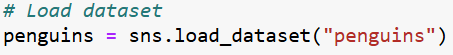 # Load dataset
penguins = sns.load_dataset("penguins")